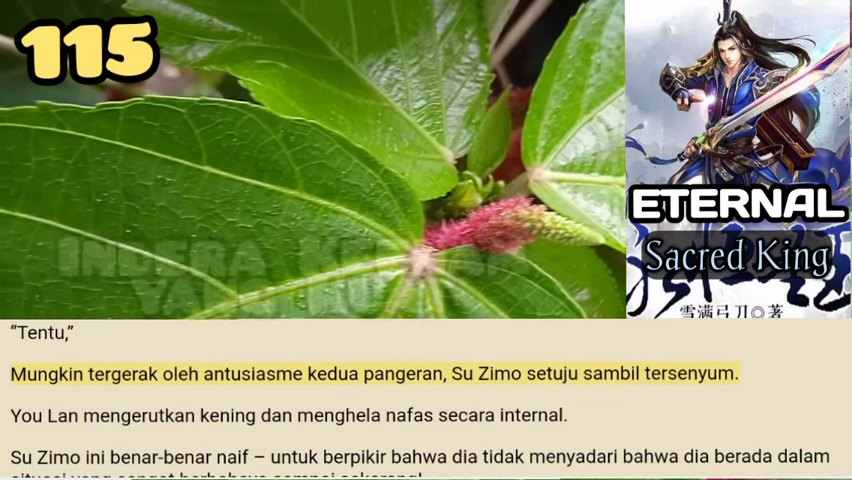 115
INDERA
ETERNAL
Sacred King
雪满弓刀◎著
“Tentu,”
Mungkin tergerak oleh antusiasme kedua pangeran, Su Zimo setuju sambil tersenyum.
You Lan mengerutkan kening dan menghela nafas secara internal.
Su Zimo ini benar-benar naif – untuk berpikir bahwa dia tidak menyadari bahwa dia berada dalam